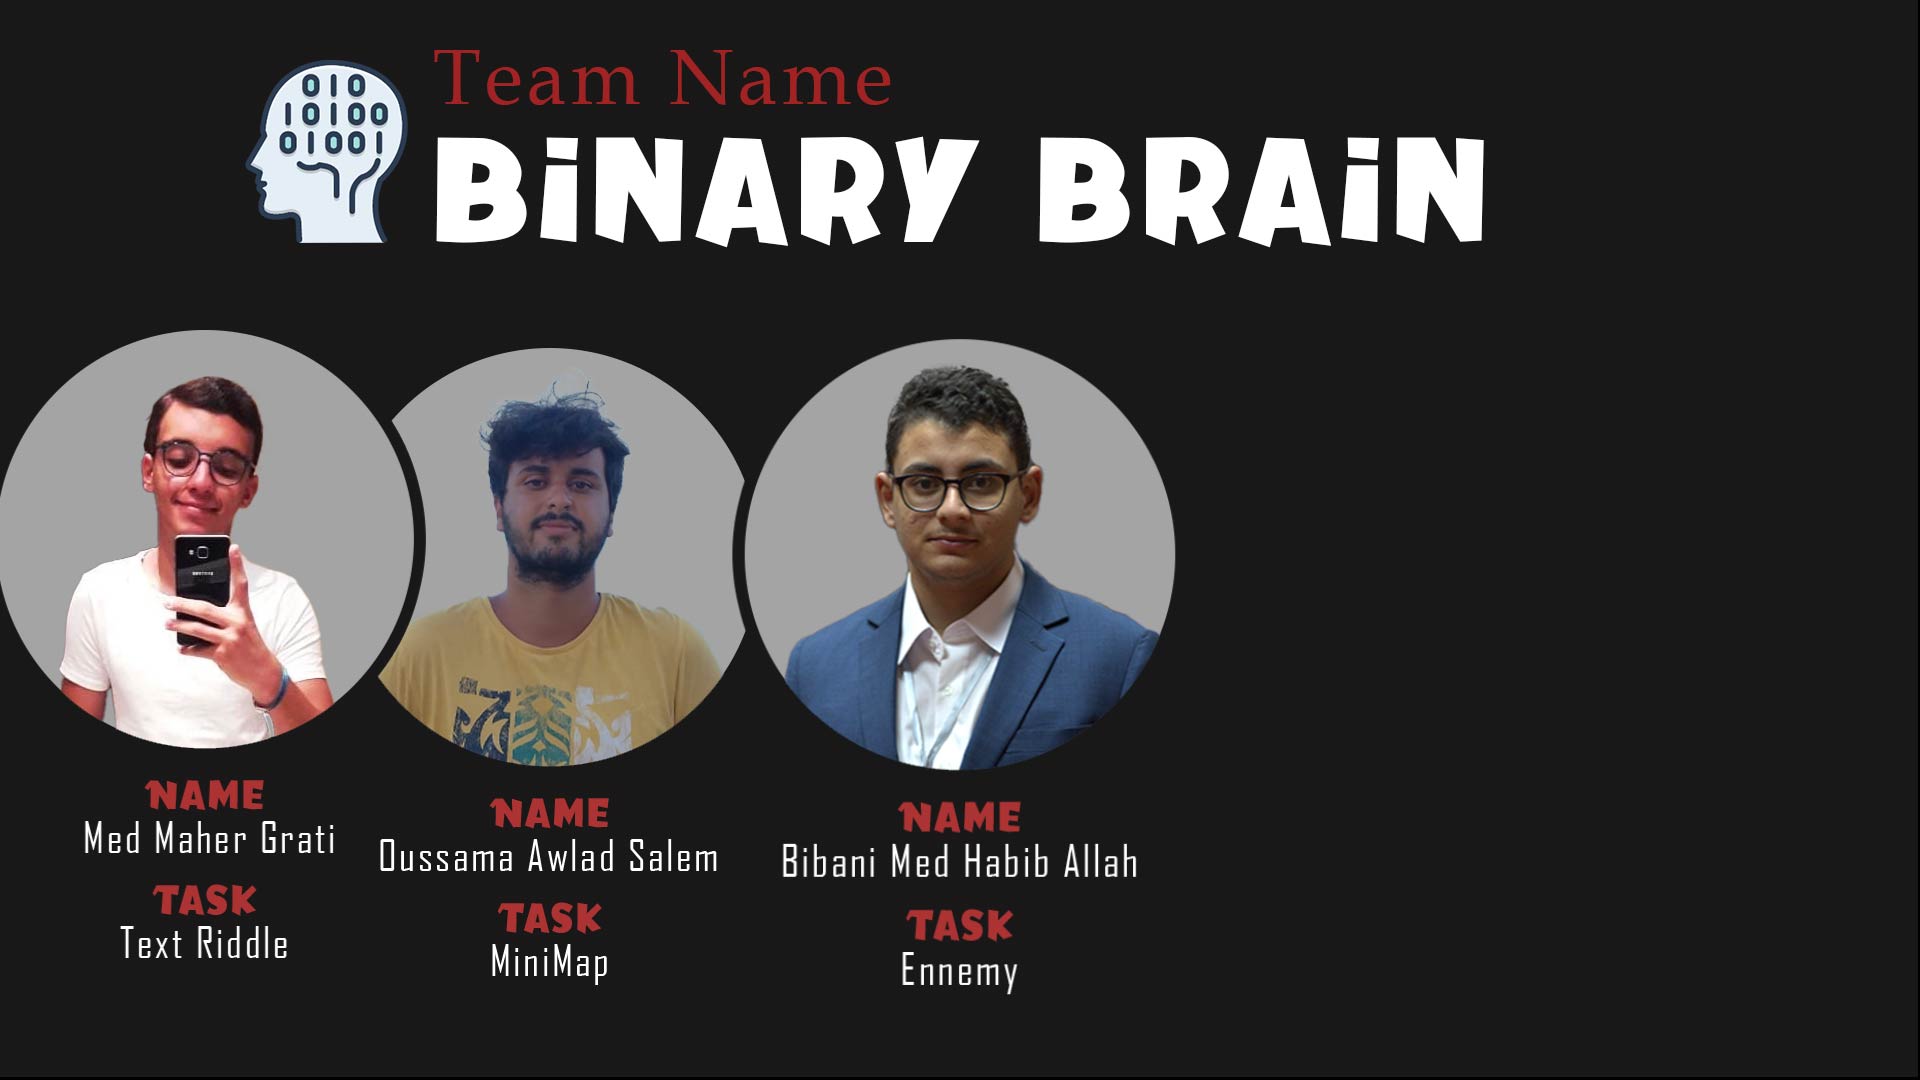 Team Name
BiNARY BRAiN
010
10100
01001
NAME
Med Maher Grati
TASK
Text Riddle
NAME
Oussama Awlad Salem
TASK
MiniMap
NAME
Bibani Med Habib Allah
TASK
Ennemy